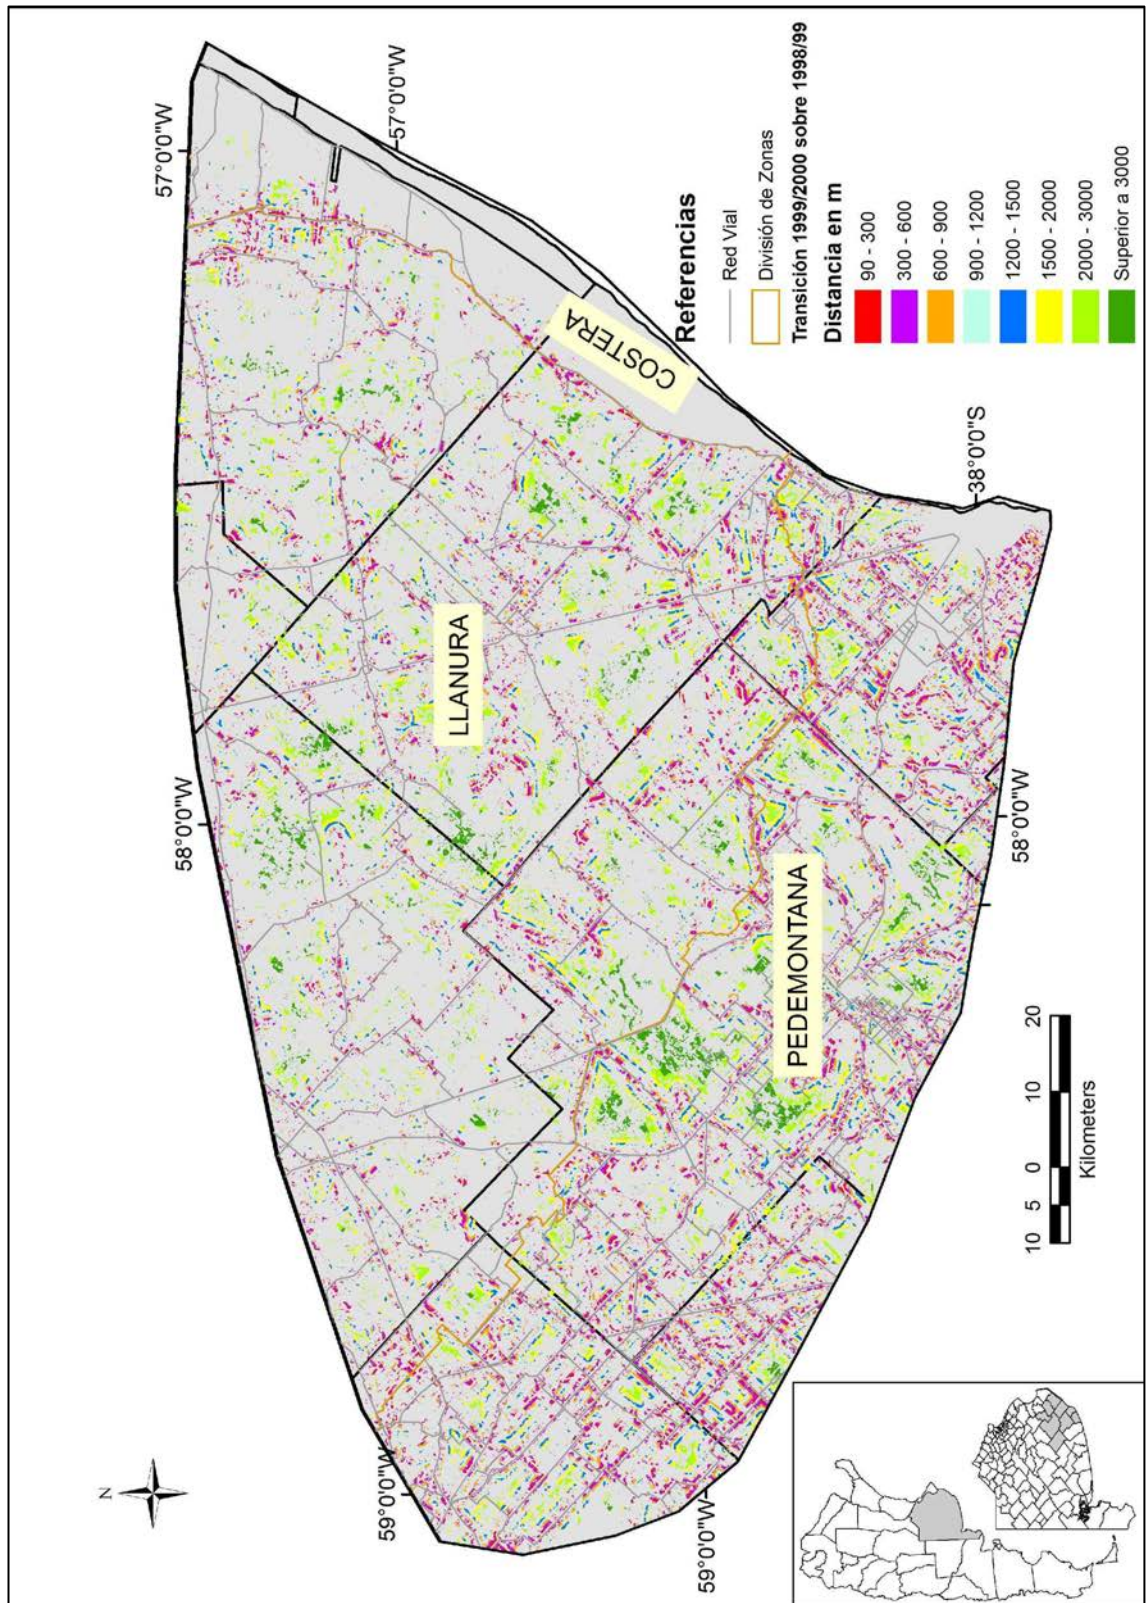 57°0'0"W
57°0'0"W
58°0'0"W
59°0'0"W
59°0'0"W
58°0'0"W
38°0'0"S
N
LLANURA
COSTERA
PEDEMONTANA
Referencias
Red Vial
División de Zonas
Transición 1999/2000 sobre 1998/99
Distancia en m
90 - 300
300 - 600
600 - 900
900 - 1200
1200 - 1500
1500 - 2000
2000 - 3000
Superior a 3000
10 5 0 10 20
Kilometers